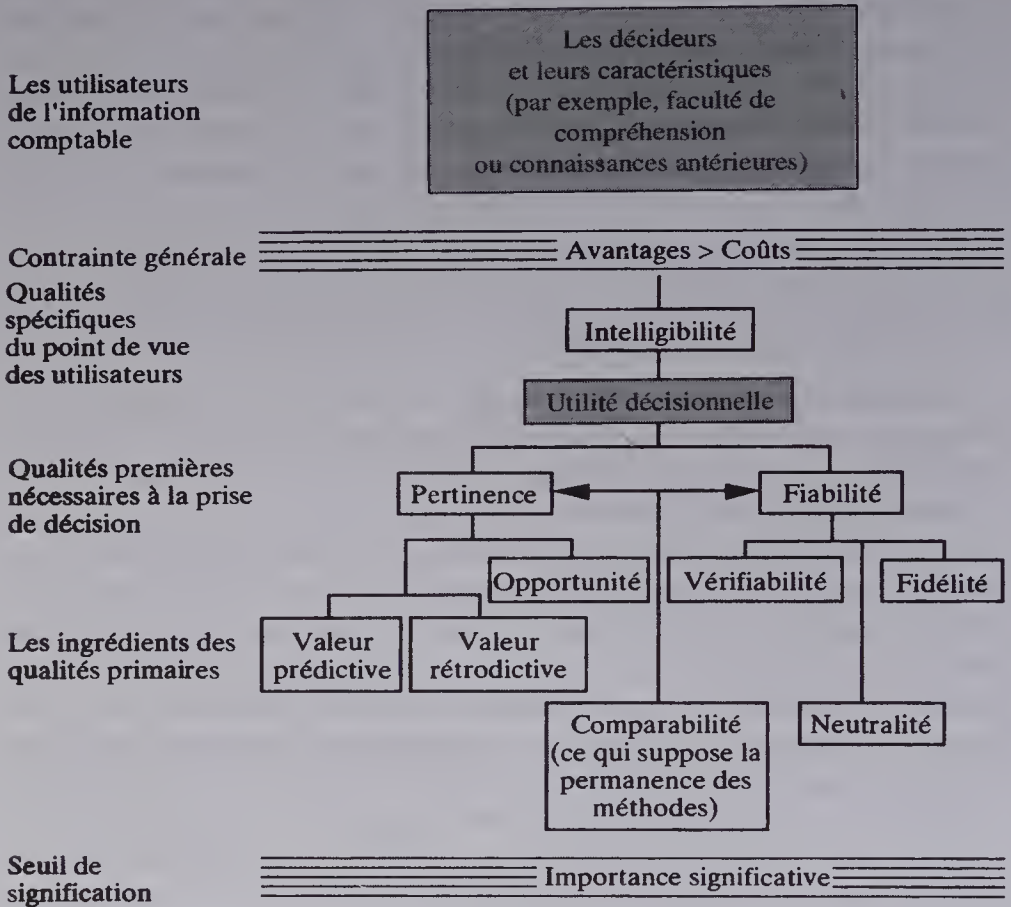 Les décideurs
et leurs caractéristiques
(par exemple, faculté de
compréhension
ou connaissances antérieures)
Les utilisateurs
de l'information
comptable
Contrainte générale
Avantages > Coûts
Qualités
spécifiques
du point de vue
des utilisateurs
Intelligibilité
Utilité décisionnelle
Qualités premières
nécessaires à la prise
de décision
Pertinence
Fiabilité
Opportunité
Vérifiabilité
Fidélité
Les ingrédients des
qualités primaires
Valeur
prédictive
Valeur
rétrodictive
Comparabilité
(ce qui suppose la
permanence des
méthodes)
Neutralité
Seuil de
signification
Importance significative